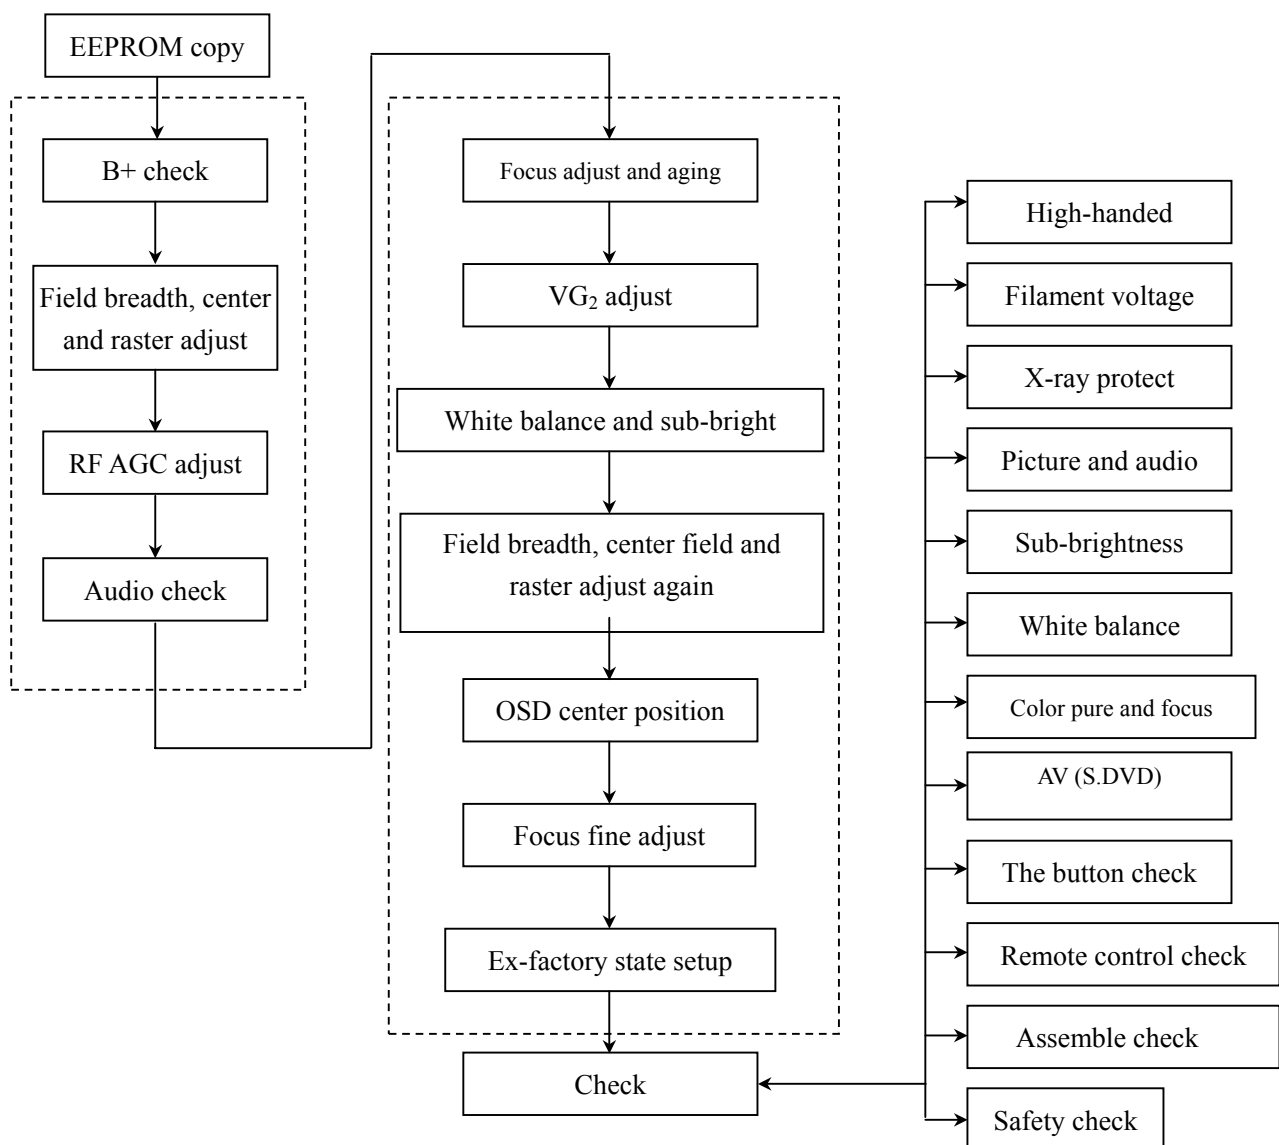 EEPROM copy
B+ check
Field breadth, center
and raster adjust
RF AGC adjust
Audio check
Focus adjust and aging
VG₂ adjust
White balance and sub-bright
Field breadth, center field and
raster adjust again
OSD center position
Focus fine adjust
Ex-factory state setup
Check
High-handed
Filament voltage
X-ray protect
Picture and audio
Sub-brightness
White balance
Color pure and focus
AV (S.DVD)
The button check
Remote control check
Assemble check
Safety check